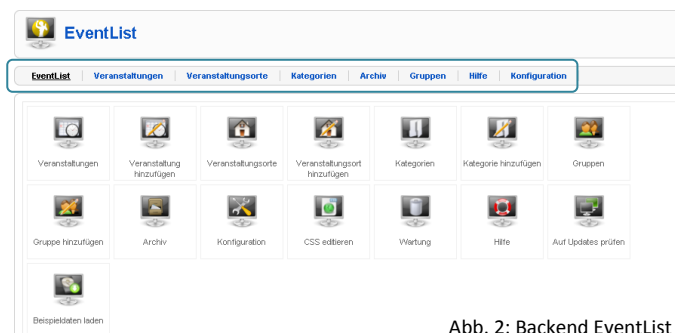 EventList
EventList Veranstaltungen Veranstaltungsorte Kategorien Archiv Gruppen Hilfe Konfiguration
Veranstaltungen
Veranstaltung
hinzufügen
Veranstaltungsorte
Veranstaltungsort
hinzufügen
Kategorien
Kategorie hinzufügen
Gruppen
Gruppe hinzufügen
Archiv
Konfiguration
CSS editieren
Wartung
Hilfe
Auf Updates prüfen
Beispieldaten laden
Abb. 2: Backend EventList